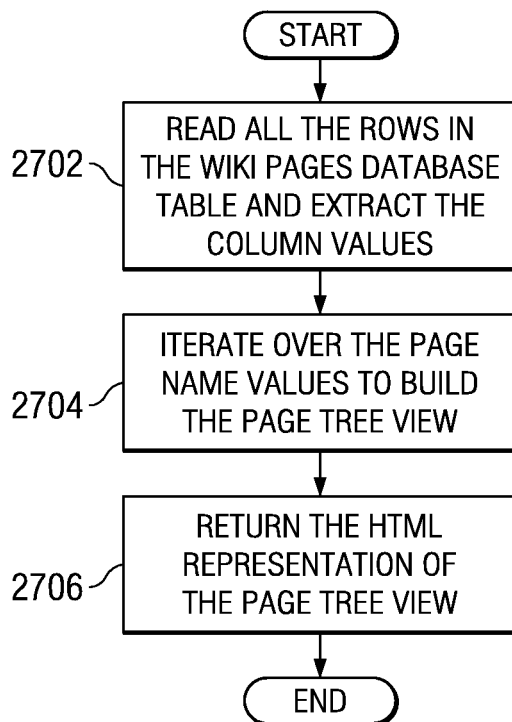 START
2702
READ ALL THE ROWS IN
THE WIKI PAGES DATABASE
TABLE AND EXTRACT THE
COLUMN VALUES
2704
ITERATE OVER THE PAGE
NAME VALUES TO BUILD
THE PAGE TREE VIEW
2706
RETURN THE HTML
REPRESENTATION OF
THE PAGE TREE VIEW
END